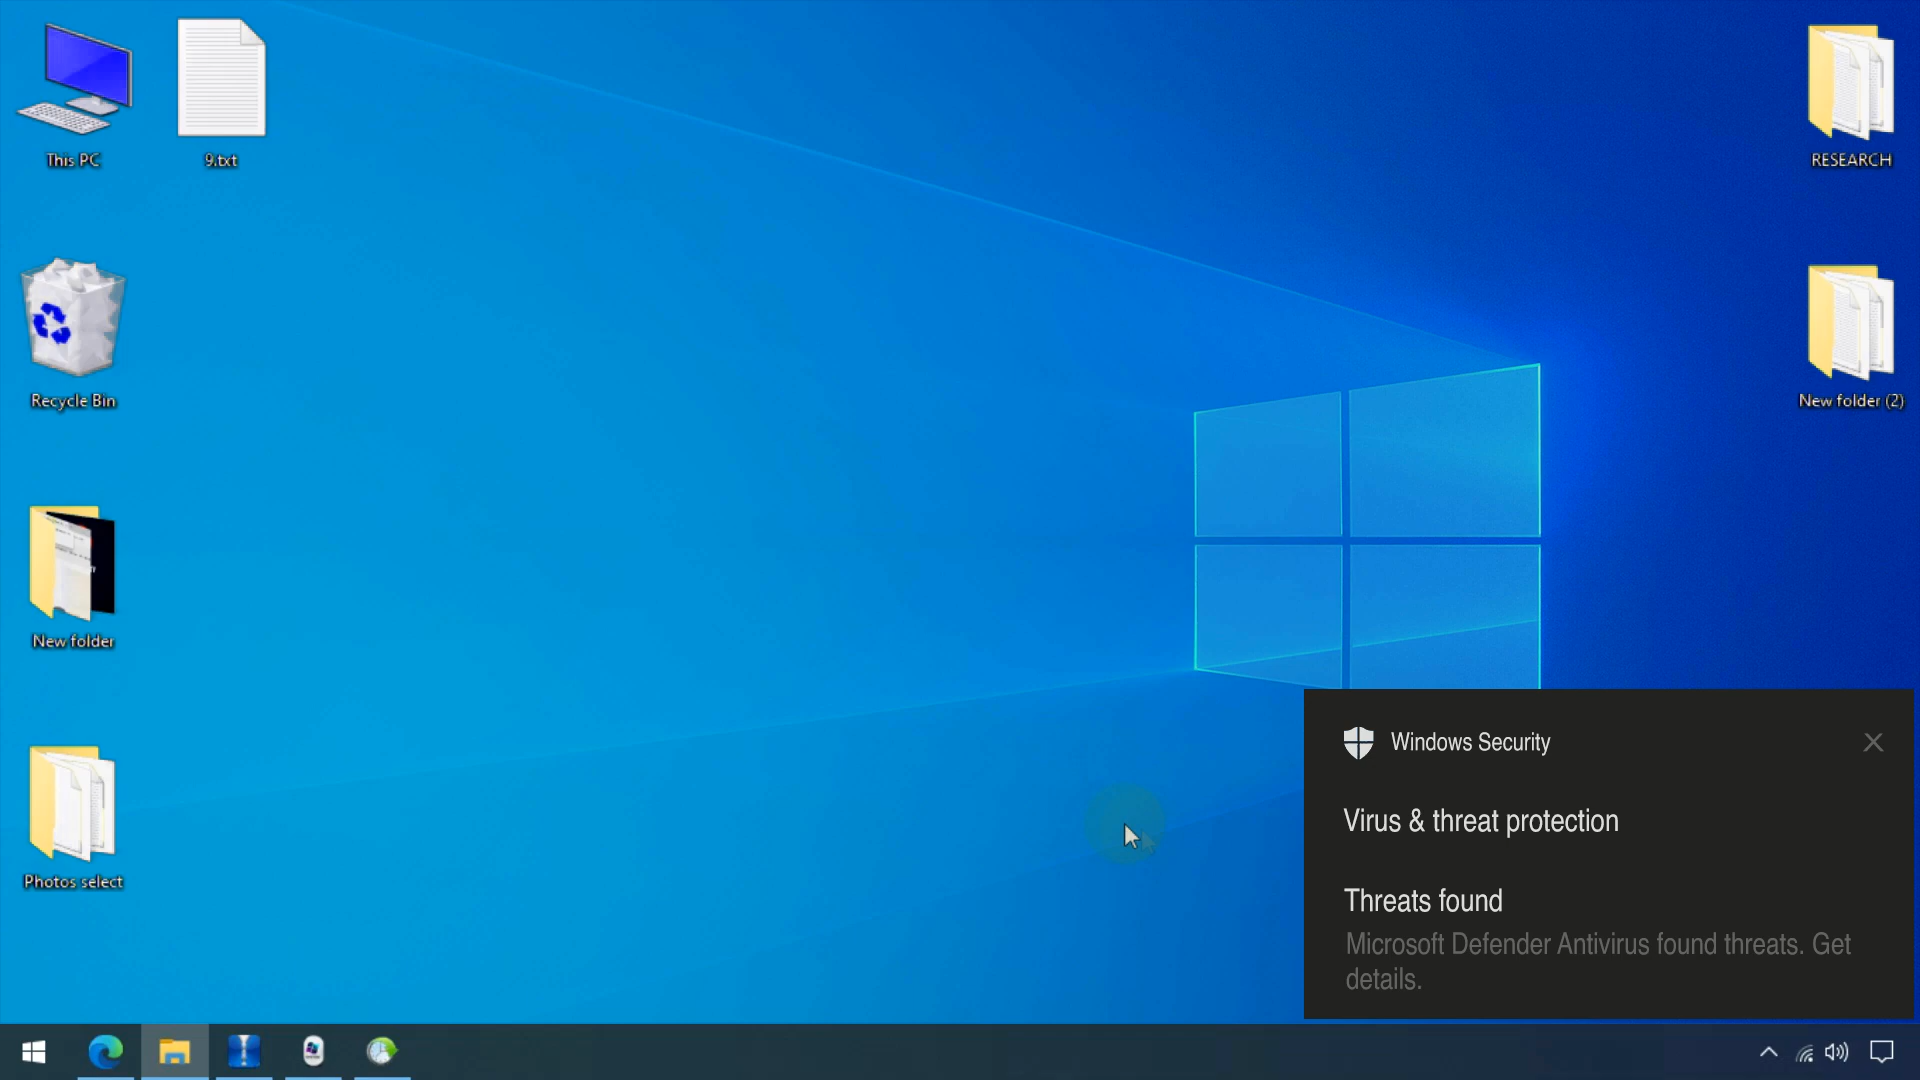 This PC
9.txt
RESEARCH
Recycle Bin
New folder (2)
New folder
Photos select
Windows Security
Virus & threat protection
Threats found
Microsoft Defender Antivirus found threats. Get
details.